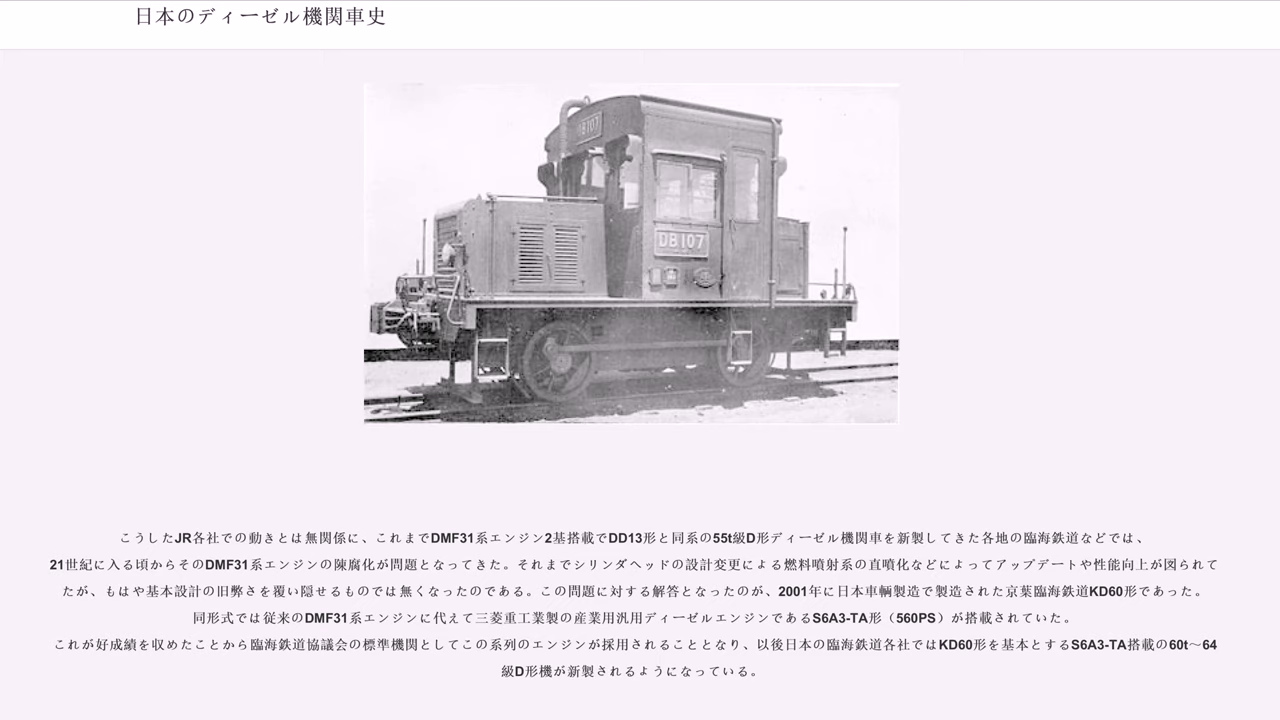 日本のディーゼル機関車史
DB107
DB107
こうしたJR各社での動きとは無関係に、これまでDMF31系エンジン2基搭載でDD13形と同系の55t級D形ディーゼル機関車を新製してきた各地の臨海鉄道などでは、
21世紀に入る頃からそのDMF31系エンジンの陳腐化が問題となってきた。それまでシリンダヘッドの設計変更による燃料噴射系の直噴化などによってアップデートや性能向上が図られて
たが、もはや基本設計の旧弊さを覆い隠せるものでは無くなったのである。この問題に対する解答となったのが、2001年に日本車輌製造で製造された京葉臨海鉄道KD60形であった。
同形式では従来のDMF31系エンジンに代えて三菱重工業製の産業用汎用ディーゼルエンジンであるS6A3-TA形（560PS）が搭載されていた。
これが好成績を収めたことから臨海鉄道協議会の標準機関としてこの系列のエンジンが採用されることとなり、以後日本の臨海鉄道各社ではKD60形を基本とするS6A3-TA搭載の60t～64
級D形機が新製されるようになっている。